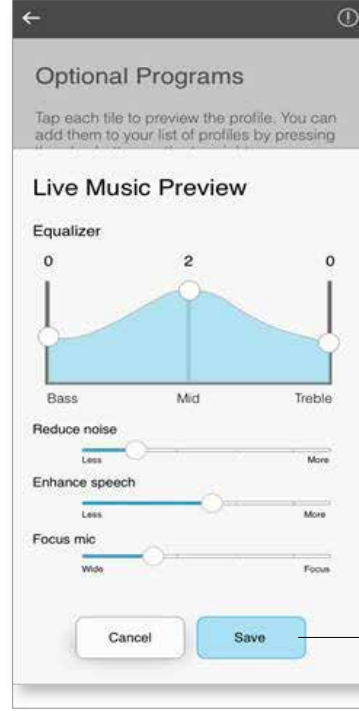 Optional Programs
Tap each tile to preview the profile. You can
add them to your list of profiles by pressing
Live Music Preview
Equalizer
0 2 0
Bass Mid Treble
Reduce noise
Less More
Enhance speech
Less More
Focus mic
Wide Focus
Cancel Save